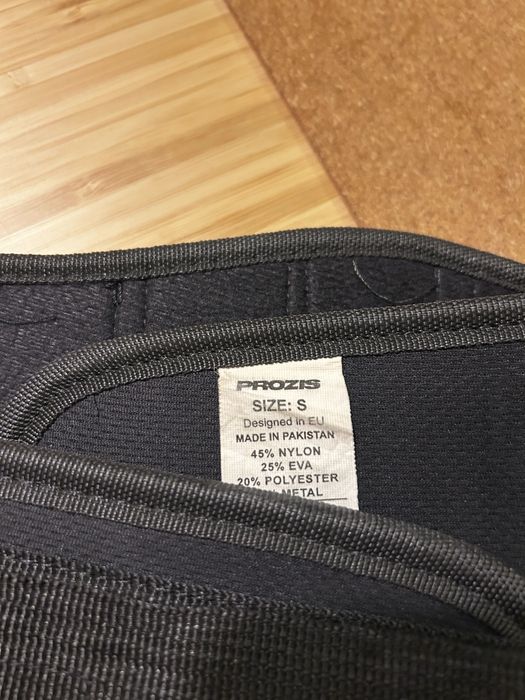 PROZIS
SIZE: S
Designed in EU
MADE IN PAKISTAN
45% NYLON
25% EVA
20% POLYESTER
METAL